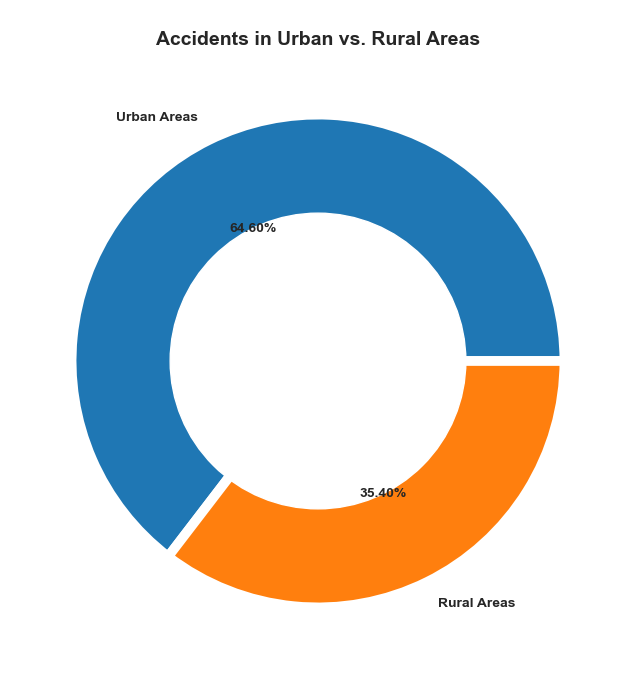 Accidents in Urban vs. Rural Areas
Urban Areas
64.60%
35.40%
Rural Areas